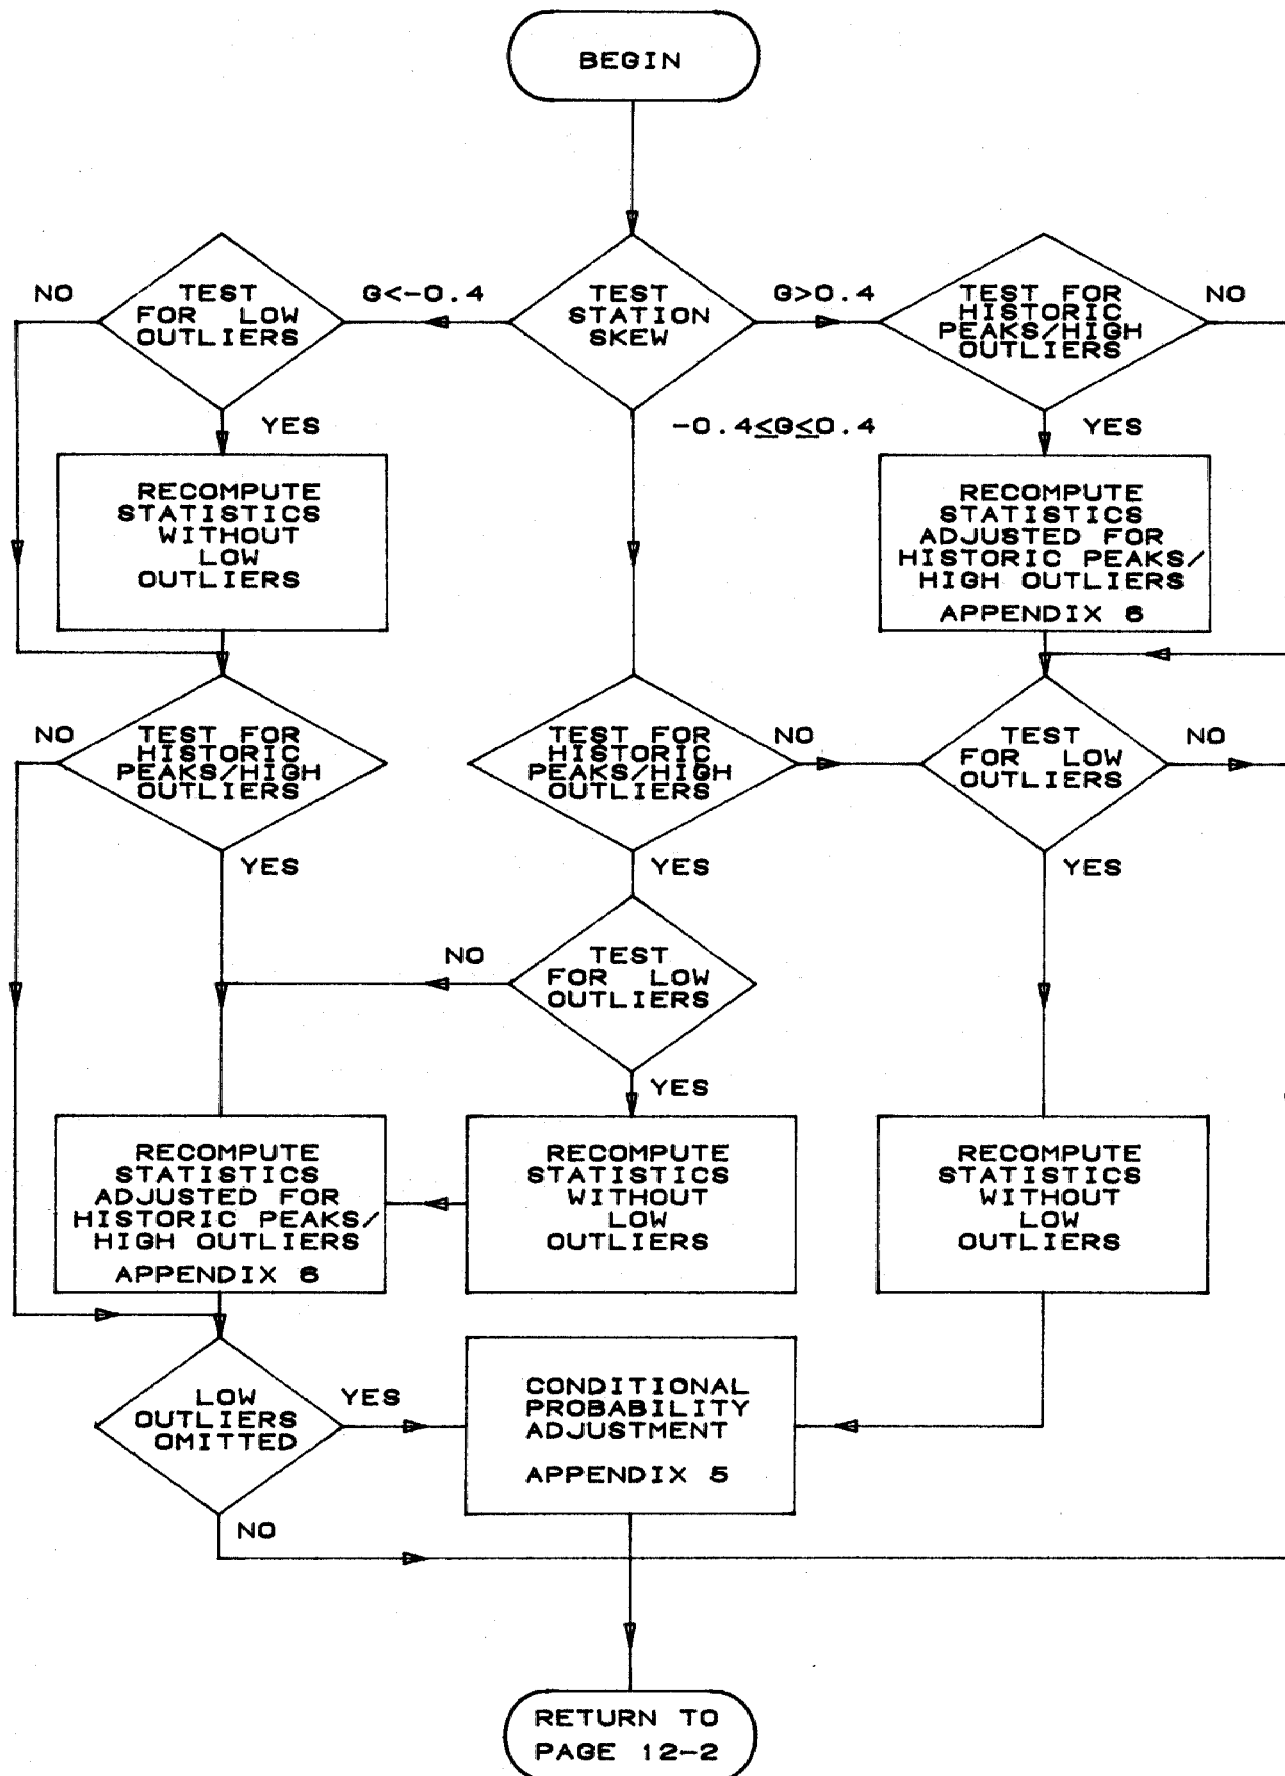 BEGIN
NO
TEST
FOR LOW
OUTLIERS
G<-0.4
TEST
STATION
SKEW
G>0.4
TEST FOR
HISTORIC
PEAKS/HIGH
OUTLIERS
NO
YES
-0.4≤G≤0.4
YES
RECOMPUTE
STATISTICS
WITHOUT
LOW
OUTLIERS
RECOMPUTE
STATISTICS
ADJUSTED FOR
HISTORIC PEAKS/
HIGH OUTLIERS
APPENDIX 6
NO
TEST FOR
HISTORIC
PEAKS/HIGH
OUTLIERS
TEST FOR
HISTORIC
PEAKS/HIGH
OUTLIERS
NO
TEST
FOR LOW
OUTLIERS
NO
YES
YES
YES
NO
TEST
FOR LOW
OUTLIERS
YES
RECOMPUTE
STATISTICS
ADJUSTED FOR
HISTORIC PEAKS/
HIGH OUTLIERS
APPENDIX 6
RECOMPUTE
STATISTICS
WITHOUT
LOW
OUTLIERS
RECOMPUTE
STATISTICS
WITHOUT
LOW
OUTLIERS
LOW
OUTLIERS
OMITTED
YES
CONDITIONAL
PROBABILITY
ADJUSTMENT
APPENDIX 5
NO
RETURN TO
PAGE 12-2